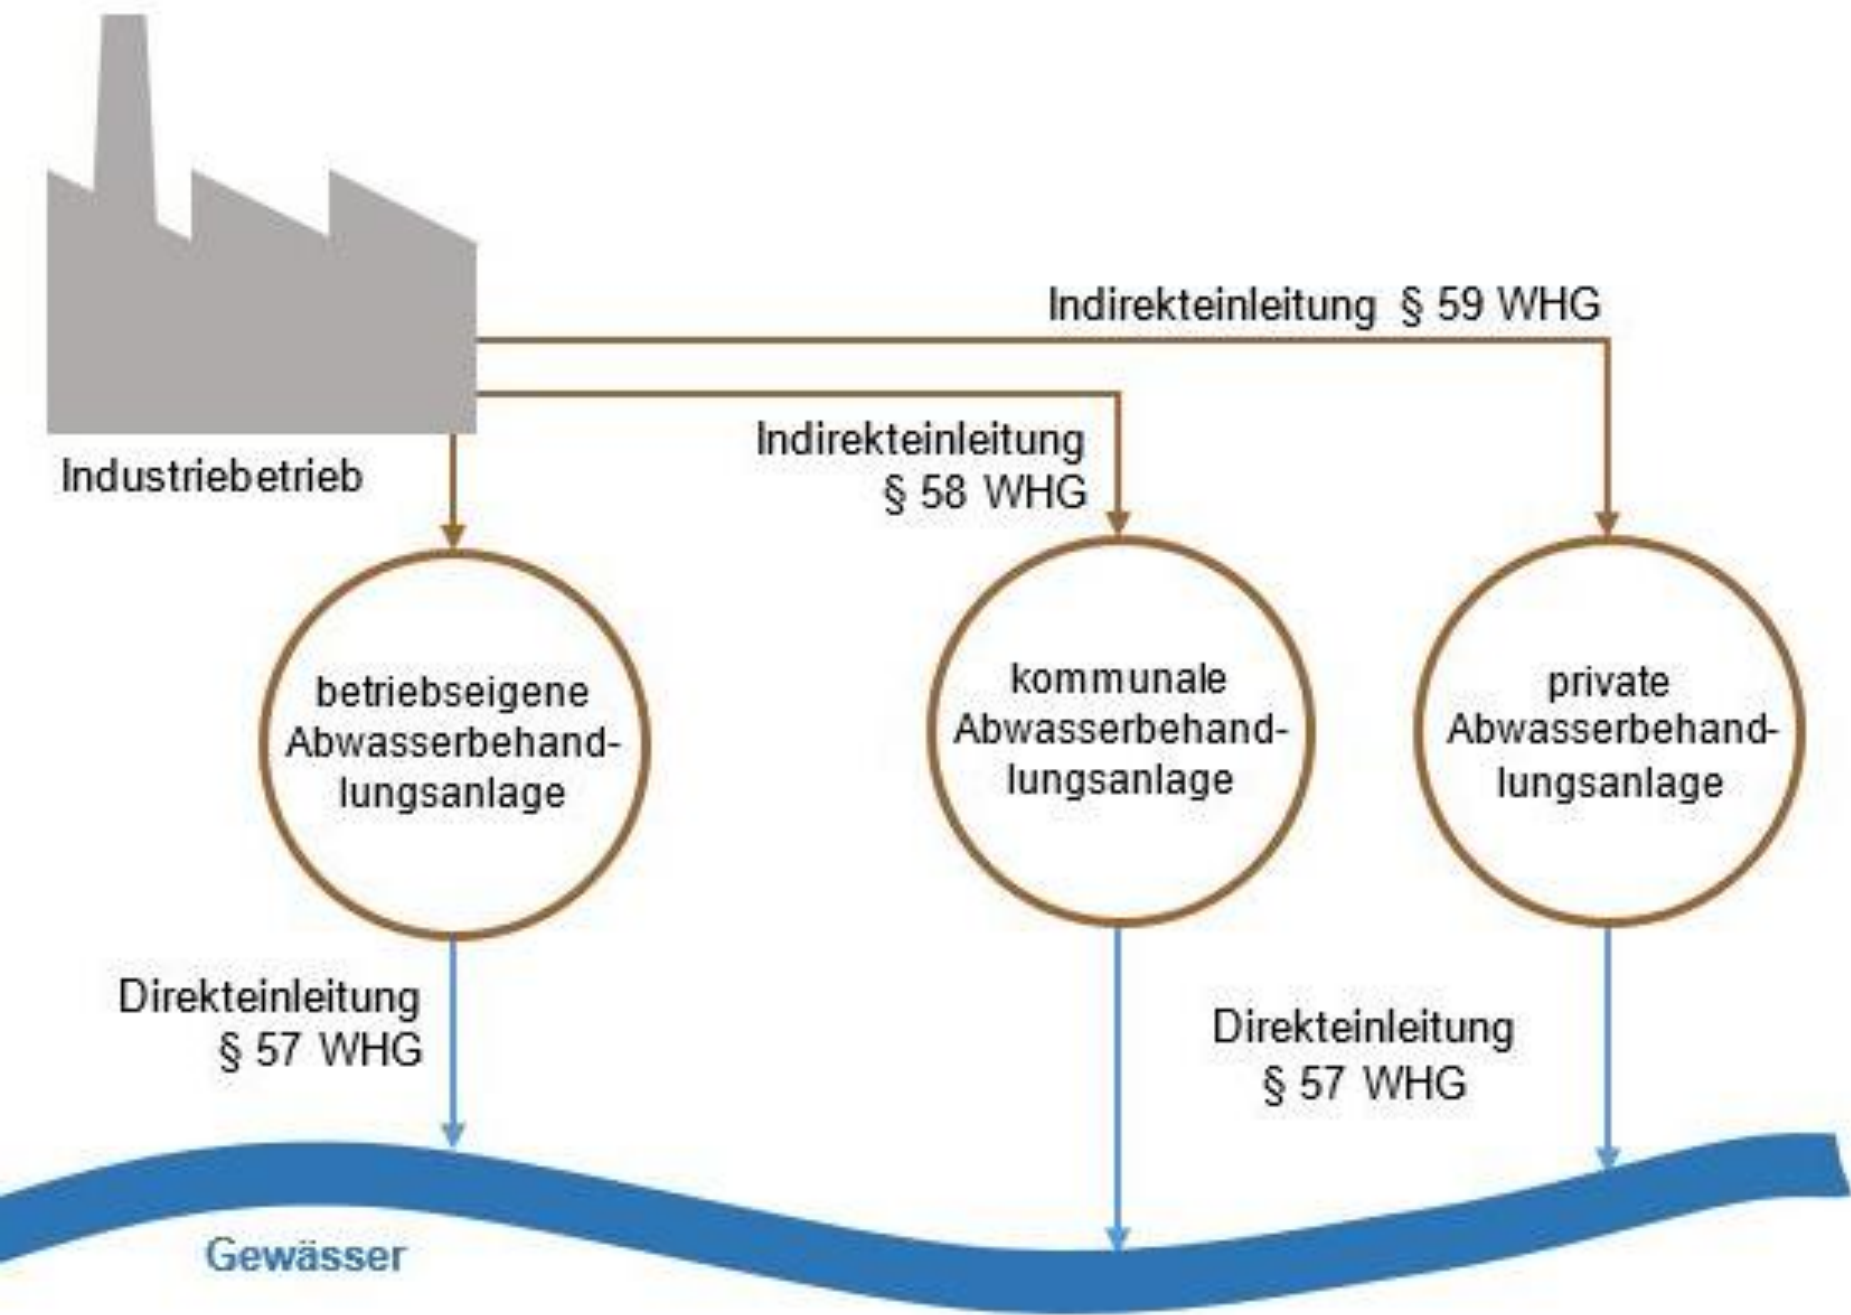 Indirekteinleitung § 59 WHG
Indirekteinleitung
§ 58 WHG
Industriebetrieb
betriebseigene
Abwasserbehand-
lungsanlage
kommunale
Abwasserbehand-
lungsanlage
private
Abwasserbehand-
lungsanlage
Direkteinleitung
§ 57 WHG
Direkteinleitung
§ 57 WHG
Gewässer